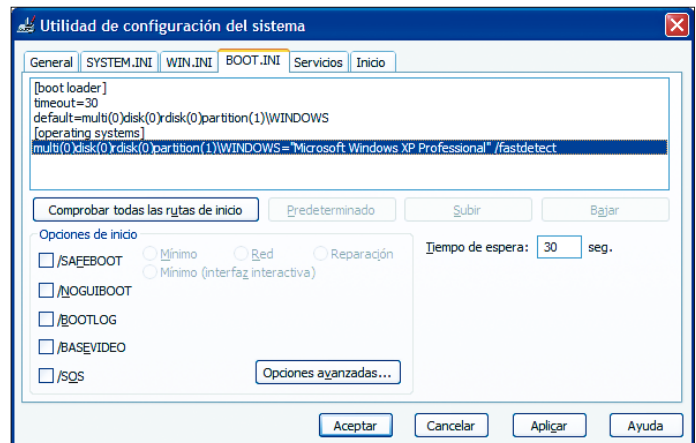 Utilidad de configuración del sistema
General SYSTEM.INI WIN.INI BOOT.INI Servicios Inicio
[boot loader]
timeout=30
default=multi(0)disk(0)rdisk(0)partition(1)\WINDOWS
[operating systems]
multi(0)disk(0)rdisk(0)partition(1)\WINDOWS="Microsoft Windows XP Professional" /fastdetect
Comprobar todas las rutas de inicio Predeterminado Subir Bajar
Opciones de inicio
Tiempo de espera: 30 seg.
/SAFEBOOT Mínimo Red Reparación
Mínimo (interfaz interactiva)
/NOGUIBOOT
/BOOTLOG
/BASEVIDEO
/SOS Opciones avanzadas...
Aceptar Cancelar Aplicar Ayuda